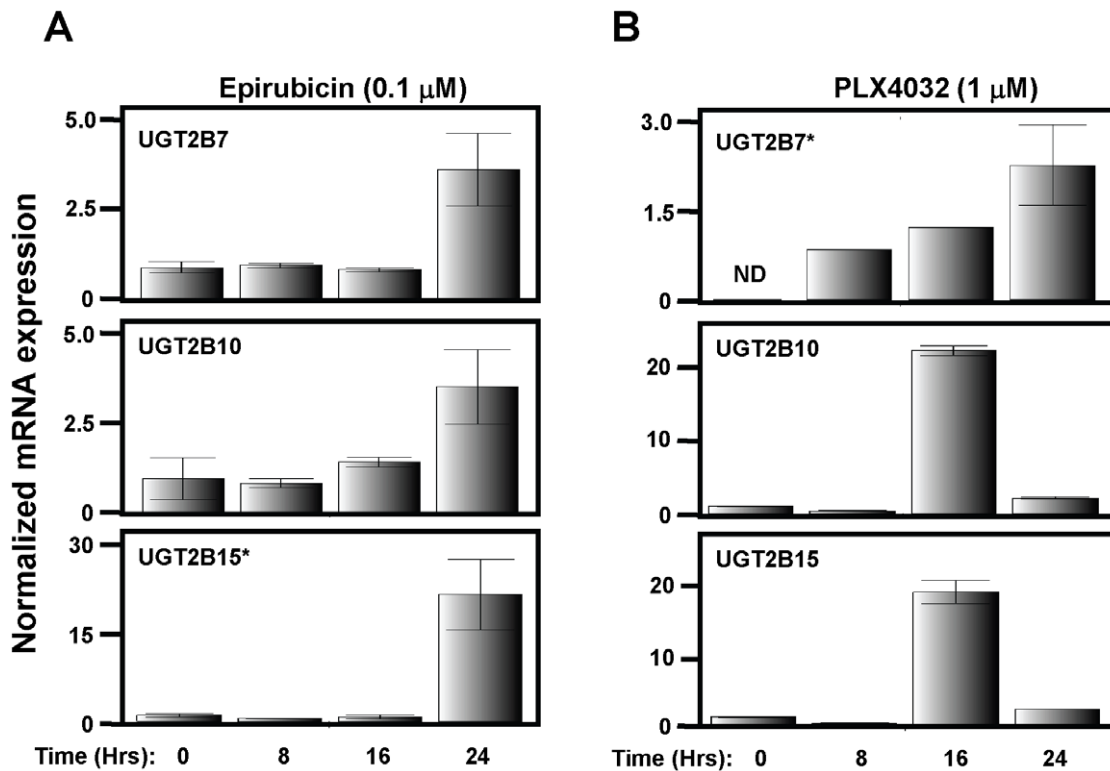 A
Epirubicin (0.1 μM)
Normalized mRNA expression
UGT2B7
5.0
2.5
0
UGT2B10
5.0
2.5
0
UGT2B15*
30
15
0
Time (Hrs): 0 8 16 24
B
PLX4032 (1 μM)
UGT2B7*
3.0
1.5
0
ND
UGT2B10
20
10
0
UGT2B15
20
10
0
0 8 16 24